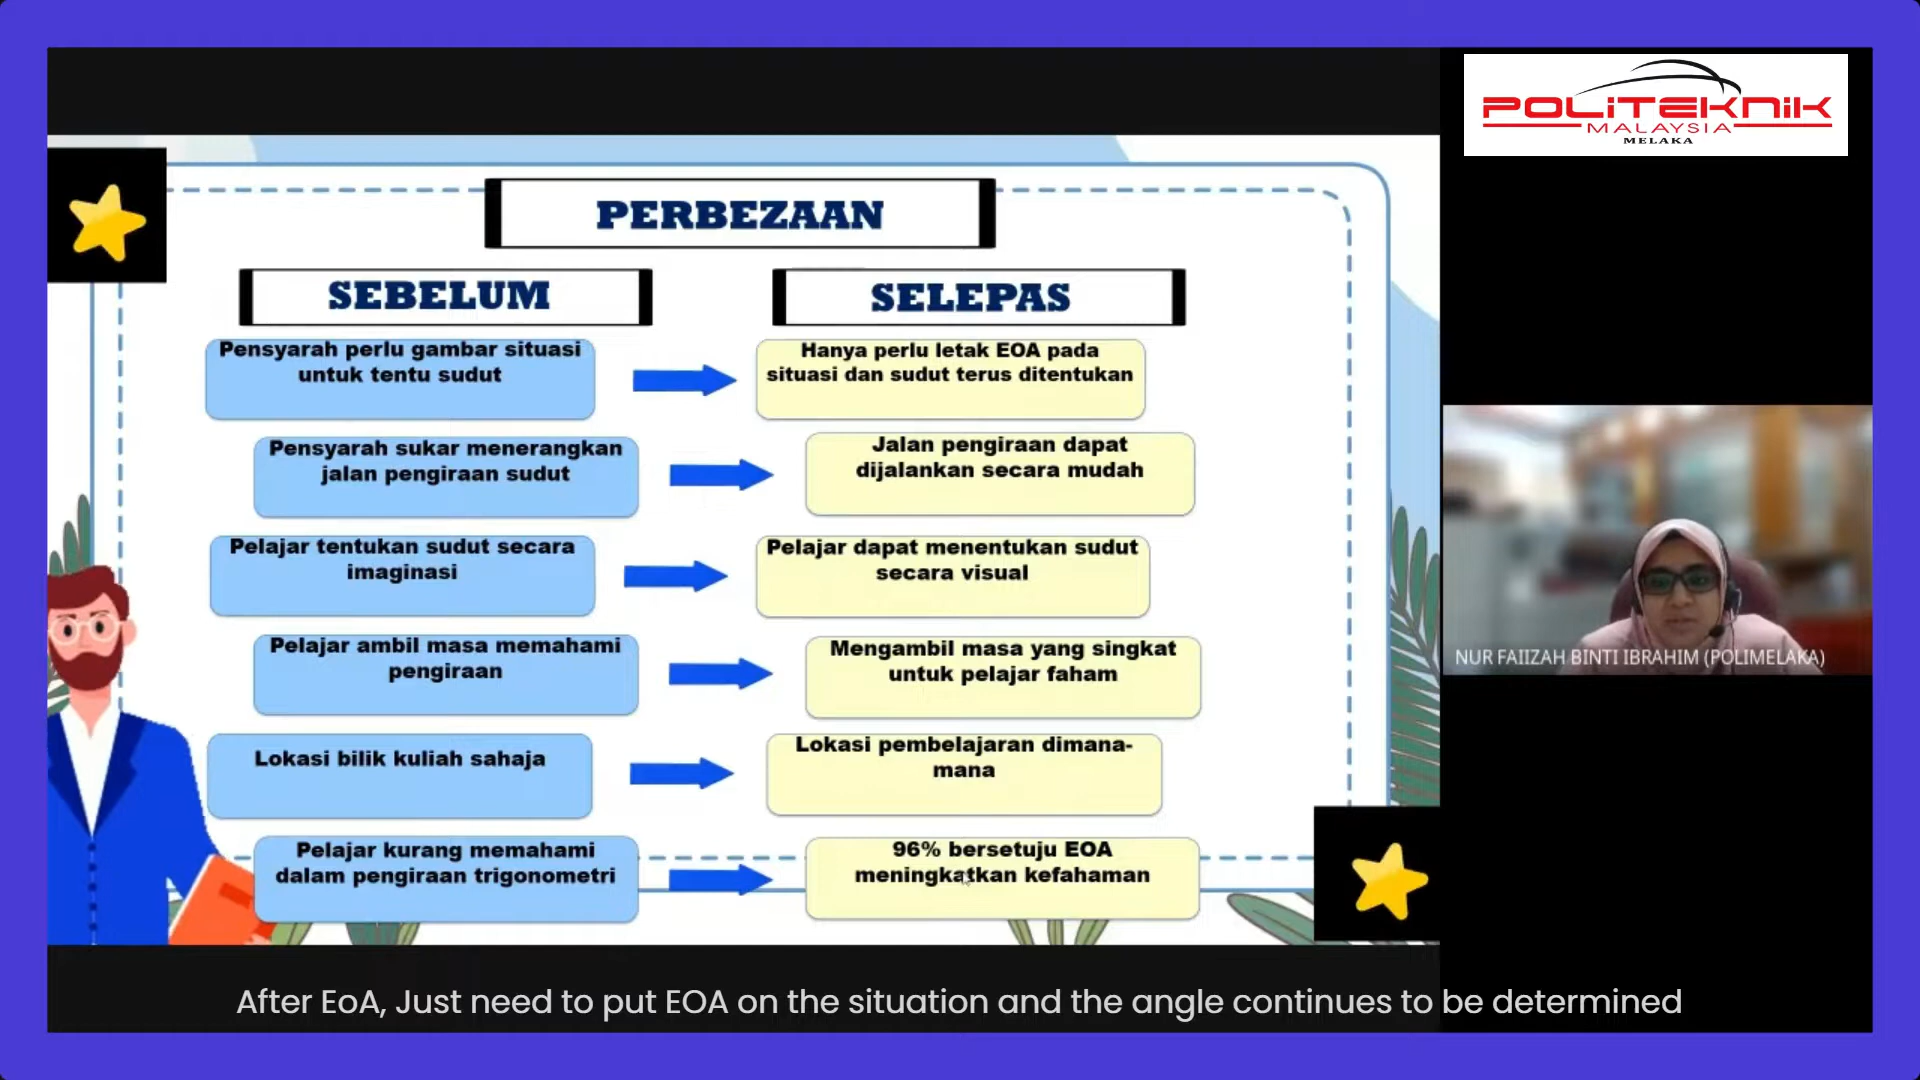 POLITEKNIK
MALAYSIA
MELAKA
PERBEZAAN
SEBELUM
SELEPAS
Pensyarah perlu gambar situasi
untuk tentu sudut
Hanya perlu letak EOA pada
situasi dan sudut terus ditentukan
Pensyarah sukar menerangkan
jalan pengiraan sudut
Jalan pengiraan dapat
dijalankan secara mudah
Pelajar tentukan sudut secara
imaginasi
Pelajar dapat menentukan sudut
secara visual
Pelajar ambil masa memahami
pengiraan
Mengambil masa yang singkat
untuk pelajar faham
Lokasi bilik kuliah sahaja
Lokasi pembelajaran dimana-
mana
Pelajar kurang memahami
dalam pengiraan trigonometri
96% bersetuju EOA
meningkatkan kefahaman
NUR FAIIZAH BINTI IBRAHIM (POLIMELAKA)
After EoA, Just need to put EOA on the situation and the angle continues to be determined